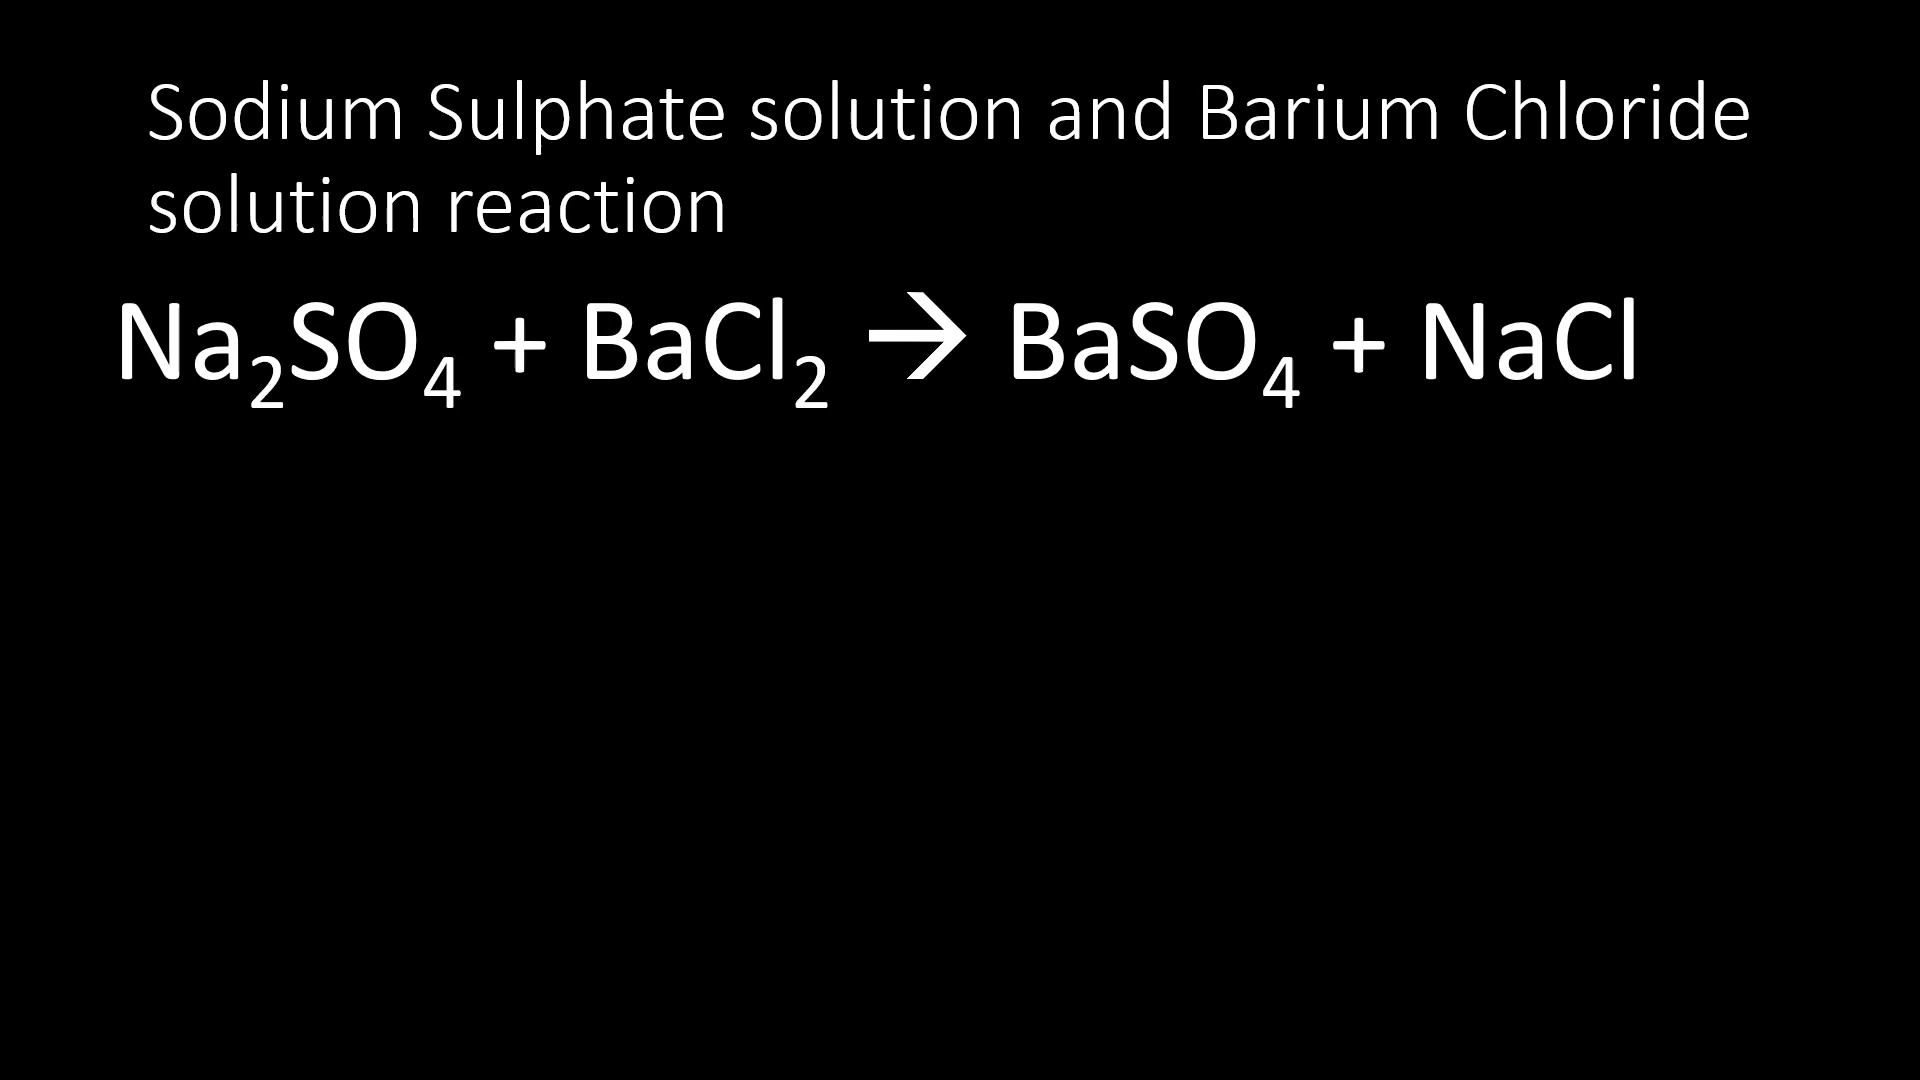 Sodium Sulphate solution and Barium Chloride
solution reaction
Na₂SO₄ + BaCl₂ → BaSO₄ + NaCl